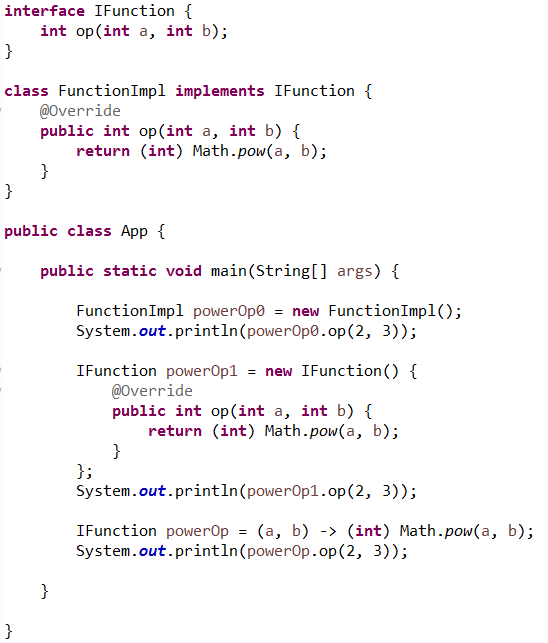 interface IFunction {
    int op(int a, int b);
}

class FunctionImpl implements IFunction {
    @Override
    public int op(int a, int b) {
        return (int) Math.pow(a, b);
    }
}

public class App {

    public static void main(String[] args) {

        FunctionImpl powerOp0 = new FunctionImpl();
        System.out.println(powerOp0.op(2, 3));

        IFunction powerOp1 = new IFunction() {
            @Override
            public int op(int a, int b) {
                return (int) Math.pow(a, b);
            }
        };
        System.out.println(powerOp1.op(2, 3));

        IFunction powerOp = (a, b) -> (int) Math.pow(a, b);
        System.out.println(powerOp.op(2, 3));

    }

}